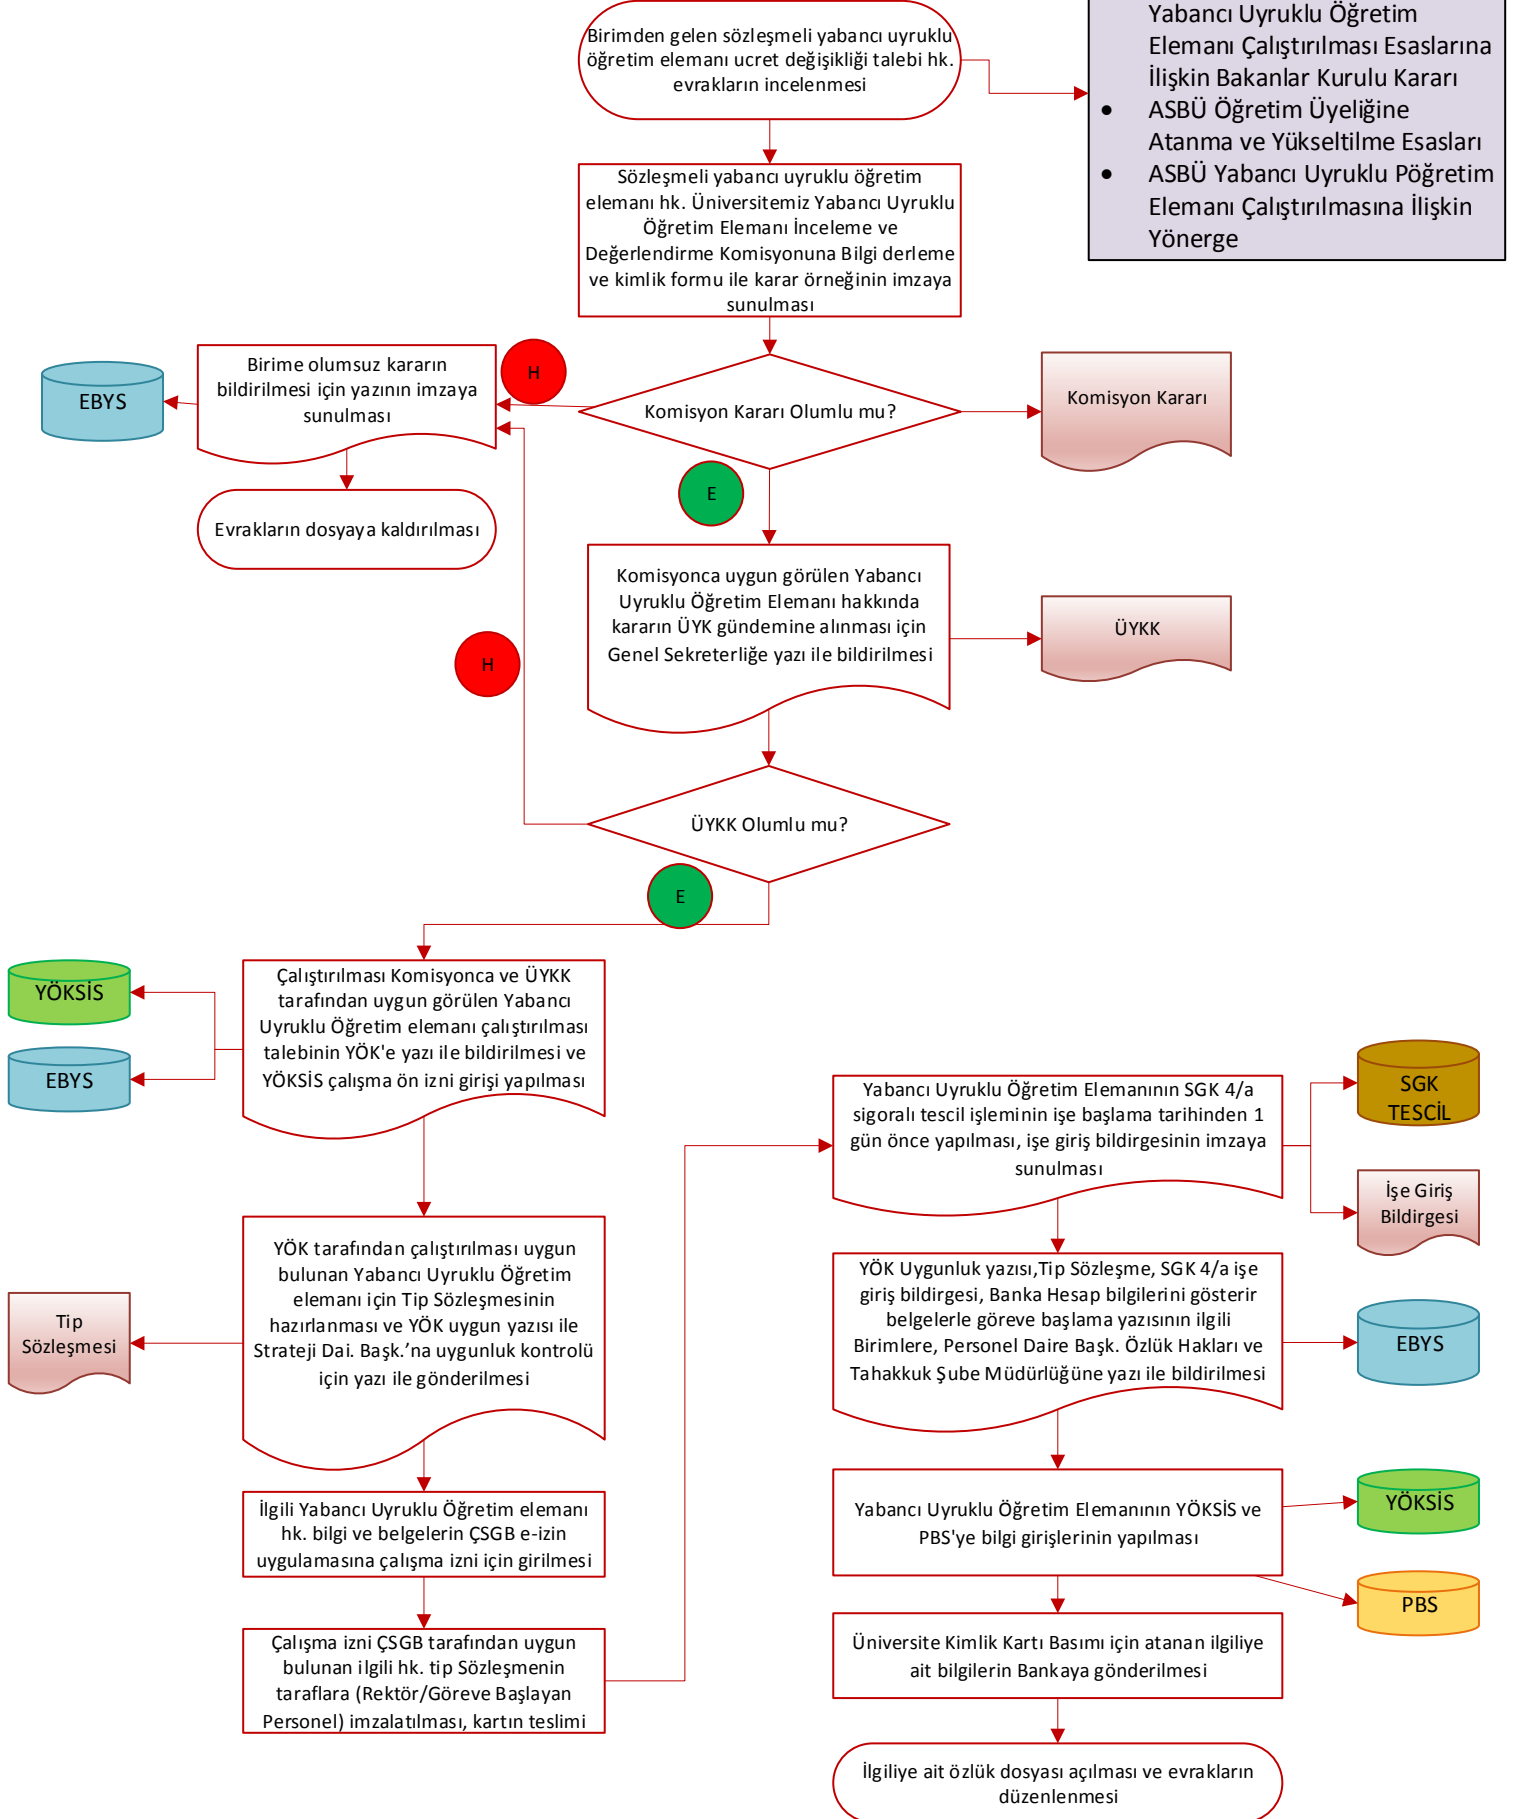 Birimden gelen sözleşmeli yabancı uyruklu
öğretim elemanı ucret değişikliği talebi hk.
evrakların incelenmesi
Yabancı Uyruklu Öğretim
Elemanı Çalıştırılması Esaslarına
İlişkin Bakanlar Kurulu Kararı
• ASBÜ Öğretim Üyeliğine
Atanma ve Yükseltilme Esasları
• ASBÜ Yabancı Uyruklu Pöğretim
Elemanı Çalıştırılmasına İlişkin
Yönerge
Sözleşmeli yabancı uyruklu öğretim
elemanı hk. Üniversitemiz Yabancı Uyruklu
Öğretim Elemanı İnceleme ve
Değerlendirme Komisyonuna Bilgi derleme
ve kimlik formu ile karar örneğinin imzaya
sunulması
Komisyon Kararı Olumlu mu?
Komisyon Kararı
H
Birime olumsuz kararın
bildirilmesi için yazının imzaya
sunulması
EBYS
Evrakların dosyaya kaldırılması
E
Komisyonca uygun görülen Yabancı
Uyruklu Öğretim Elemanı hakkında
kararın ÜYK gündemine alınması için
Genel Sekreterliğe yazı ile bildirilmesi
ÜYKK
H
ÜYKK Olumlu mu?
E
Çalıştırılması Komisyonca ve ÜYKK
tarafından uygun görülen Yabancı
Uyruklu Öğretim elemanı çalıştırılması
talebinin YÖK'e yazı ile bildirilmesi ve
YÖKSİS çalışma ön izni girişi yapılması
YÖKSİS
EBYS
YÖK tarafından çalıştırılması uygun
bulunan Yabancı Uyruklu Öğretim
elemanı için Tip Sözleşmesinin
hazırlanması ve YÖK uygun yazısı ile
Strateji Dai. Başk.’na uygunluk kontrolü
için yazı ile gönderilmesi
Tip
Sözleşmesi
İlgili Yabancı Uyruklu Öğretim elemanı
hk. bilgi ve belgelerin ÇSGB e-izin
uygulamasına çalışma izni için girilmesi
Çalışma izni ÇSGB tarafından uygun
bulunan ilgili hk. tip Sözleşmenin
taraflara (Rektör/Göreve Başlayan
Personel) imzalatılması, kartın teslimi
Yabancı Uyruklu Öğretim Elemanının SGK 4/a
sigoralı tescil işleminin işe başlama tarihinden 1
gün önce yapılması, işe giriş bildirgesinin imzaya
sunulması
SGK
TESCİL
İşe Giriş
Bildirgesi
YÖK Uygunluk yazısı,Tip Sözleşme, SGK 4/a işe
giriş bildirgesi, Banka Hesap bilgilerini gösterir
belgelerle göreve başlama yazısının ilgili
Birimlere, Personel Daire Başk. Özlük Hakları ve
Tahakkuk Şube Müdürlüğüne yazı ile bildirilmesi
EBYS
Yabancı Uyruklu Öğretim Elemanının YÖKSİS ve
PBS'ye bilgi girişlerinin yapılması
YÖKSİS
PBS
Üniversite Kimlik Kartı Basımı için atanan ilgiliye
ait bilgilerin Bankaya gönderilmesi
İlgiliye ait özlük dosyası açılması ve evrakların
düzenlenmesi